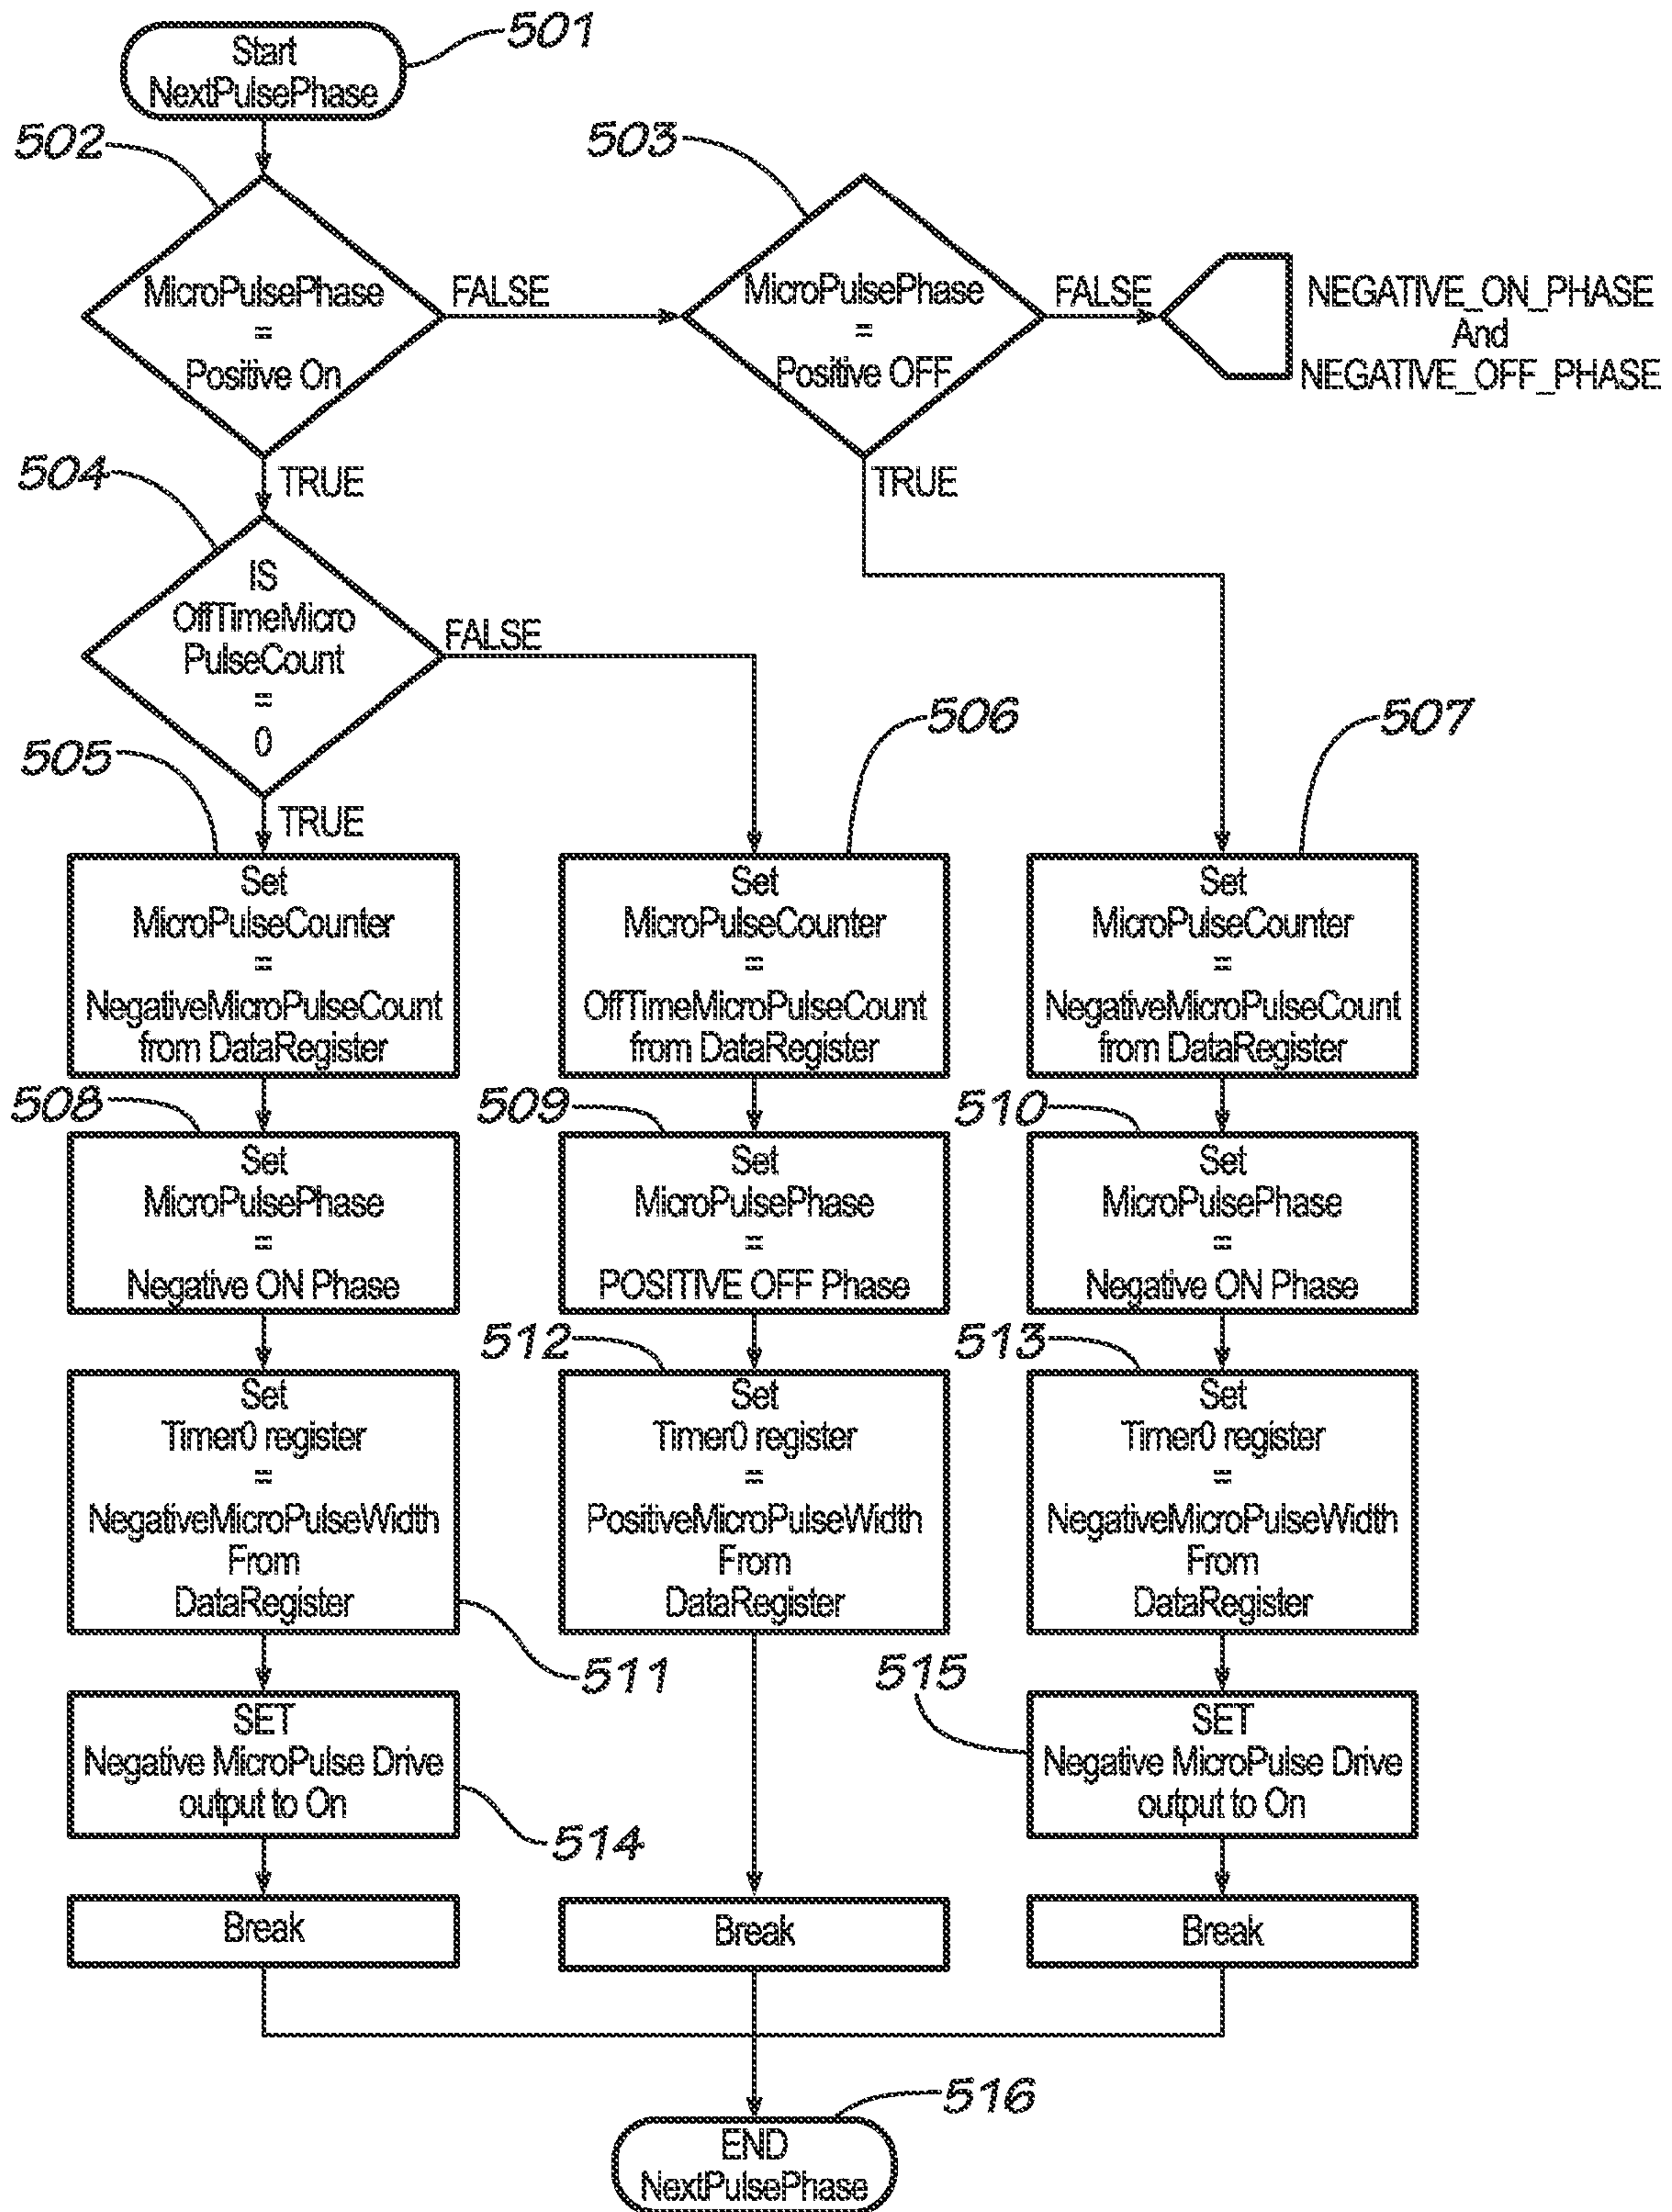 501
Start
NextPulsePhase
502
503
MicroPulsePhase
=
Positive On
FALSE
MicroPulsePhase
=
Positive OFF
FALSE
NEGATIVE_ON_PHASE
And
NEGATIVE_OFF_PHASE
TRUE
TRUE
504
IS
OffTimeMicro
PulseCount
=
0
FALSE
TRUE
505
506
507
Set
MicroPulseCounter
=
NegativeMicroPulseCount
from DataRegister
Set
MicroPulseCounter
=
OffTimeMicroPulseCount
from DataRegister
Set
MicroPulseCounter
=
NegativeMicroPulseCount
from DataRegister
508
509
510
Set
MicroPulsePhase
=
Negative ON Phase
Set
MicroPulsePhase
=
POSITIVE OFF Phase
Set
MicroPulsePhase
=
Negative ON Phase
512
513
Set
Timer0 register
=
NegativeMicroPulseWidth
From
DataRegister
Set
Timer0 register
=
PositiveMicroPulseWidth
From
DataRegister
Set
Timer0 register
=
NegativeMicroPulseWidth
From
DataRegister
511
515
SET
Negative MicroPulse Drive
output to On
SET
Negative MicroPulse Drive
output to On
514
Break
Break
Break
516
END
NextPulsePhase